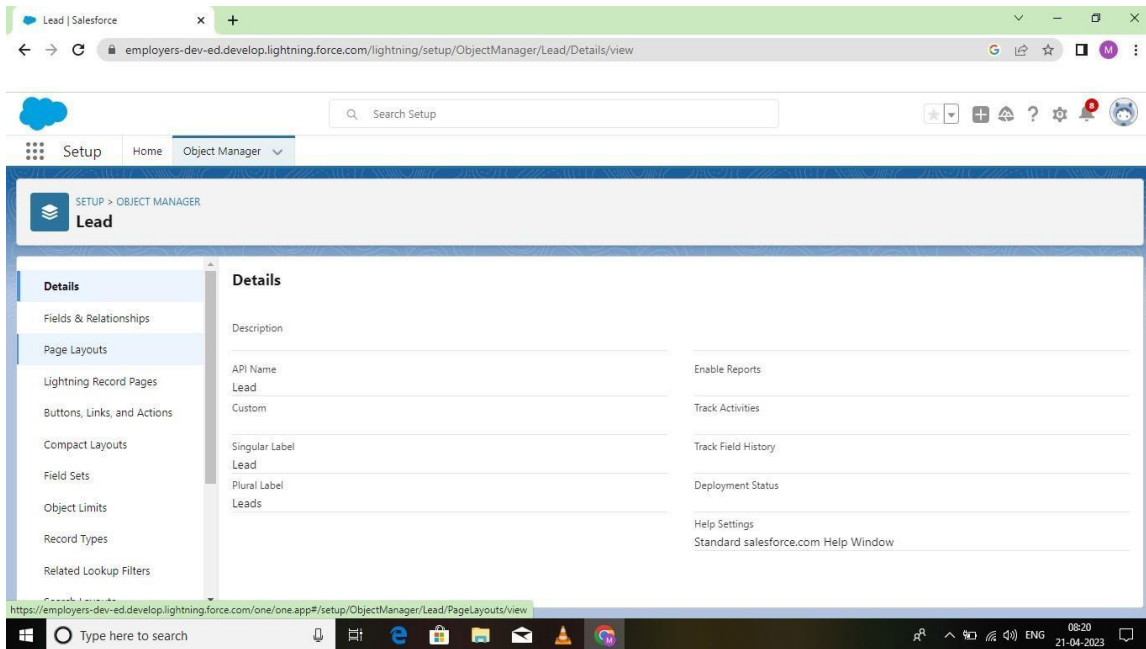 Lead | Salesforce
employers-dev-ed.develop.lightning.force.com/lightning/setup/ObjectManager/Lead/Details/view
G
M
Search Setup
8
Setup
Home
Object Manager
SETUP > OBJECT MANAGER
Lead
Details
Fields & Relationships
Page Layouts
Lightning Record Pages
Buttons, Links, and Actions
Compact Layouts
Field Sets
Object Limits
Record Types
Related Lookup Filters
Details
Description
API Name
Lead
Custom
Singular Label
Lead
Plural Label
Leads
Enable Reports
Track Activities
Track Field History
Deployment Status
Help Settings
Standard salesforce.com Help Window
https://employers-dev-ed.develop.lightning.force.com/one/one.app#/setup/ObjectManager/Lead/PageLayouts/view
Type here to search
ENG
08:20
21-04-2023